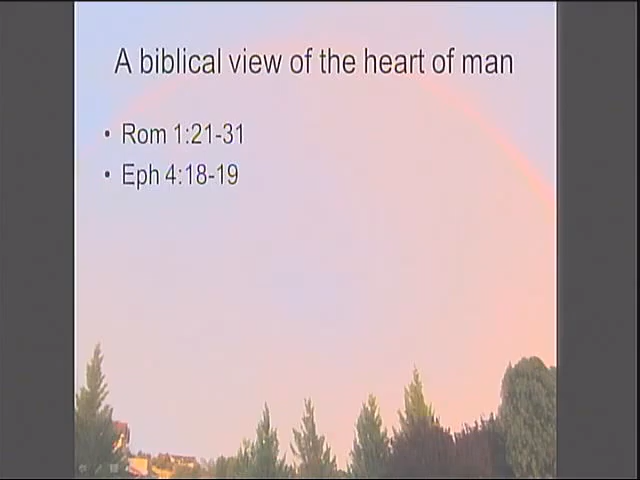 A biblical view of the heart of man
• Rom 1:21-31
• Eph 4:18-19